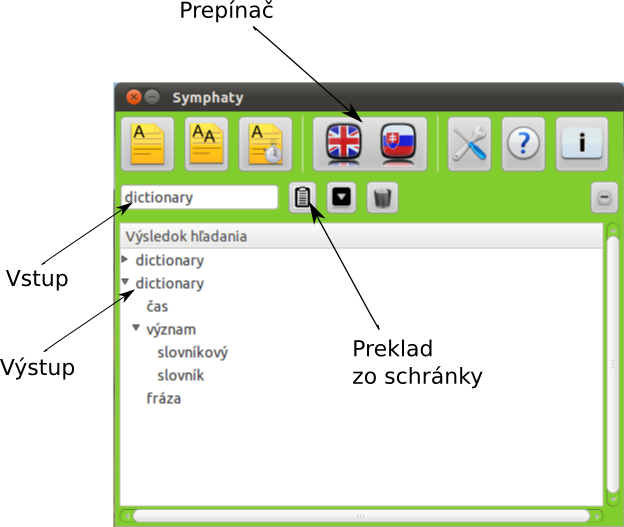 Prepínač
Symphaty
A
AA
A
?
i
dictionary
Výsledok hľadania
dictionary
dictionary
čas
význam
slovníkový
slovník
fráza
Vstup
Výstup
Preklad
zo schránky